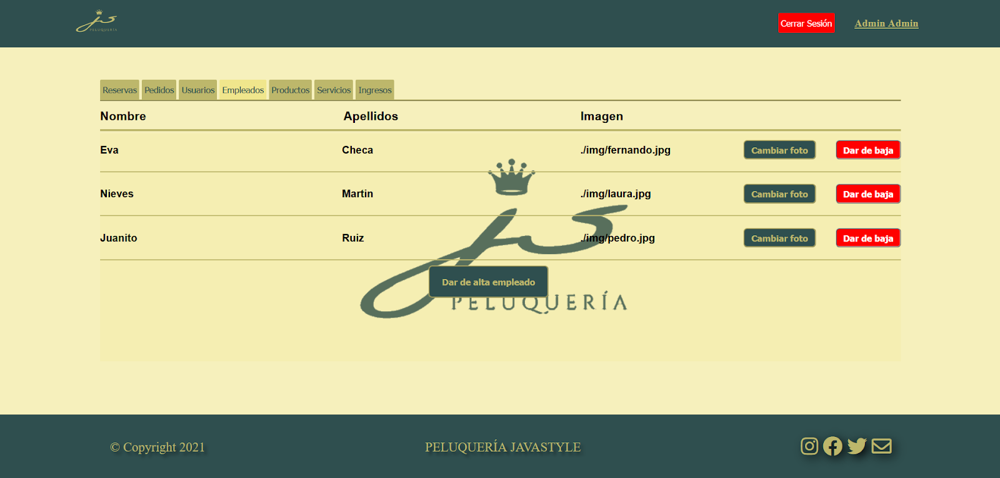 JS
PELUQUERÍA
Cerrar Sesión
Admin Admin
Reservas Pedidos Usuarios Empleados Productos Servicios Ingresos
Nombre Apellidos Imagen
Eva Checa ./img/fernando.jpg Cambiar foto Dar de baja
Nieves Martin ./img/laura.jpg Cambiar foto Dar de baja
Juanito Ruiz ./img/pedro.jpg Cambiar foto Dar de baja
js
Dar de alta empleado
PELUQUERÍA
© Copyright 2021 PELUQUERÍA JAVASTYLE